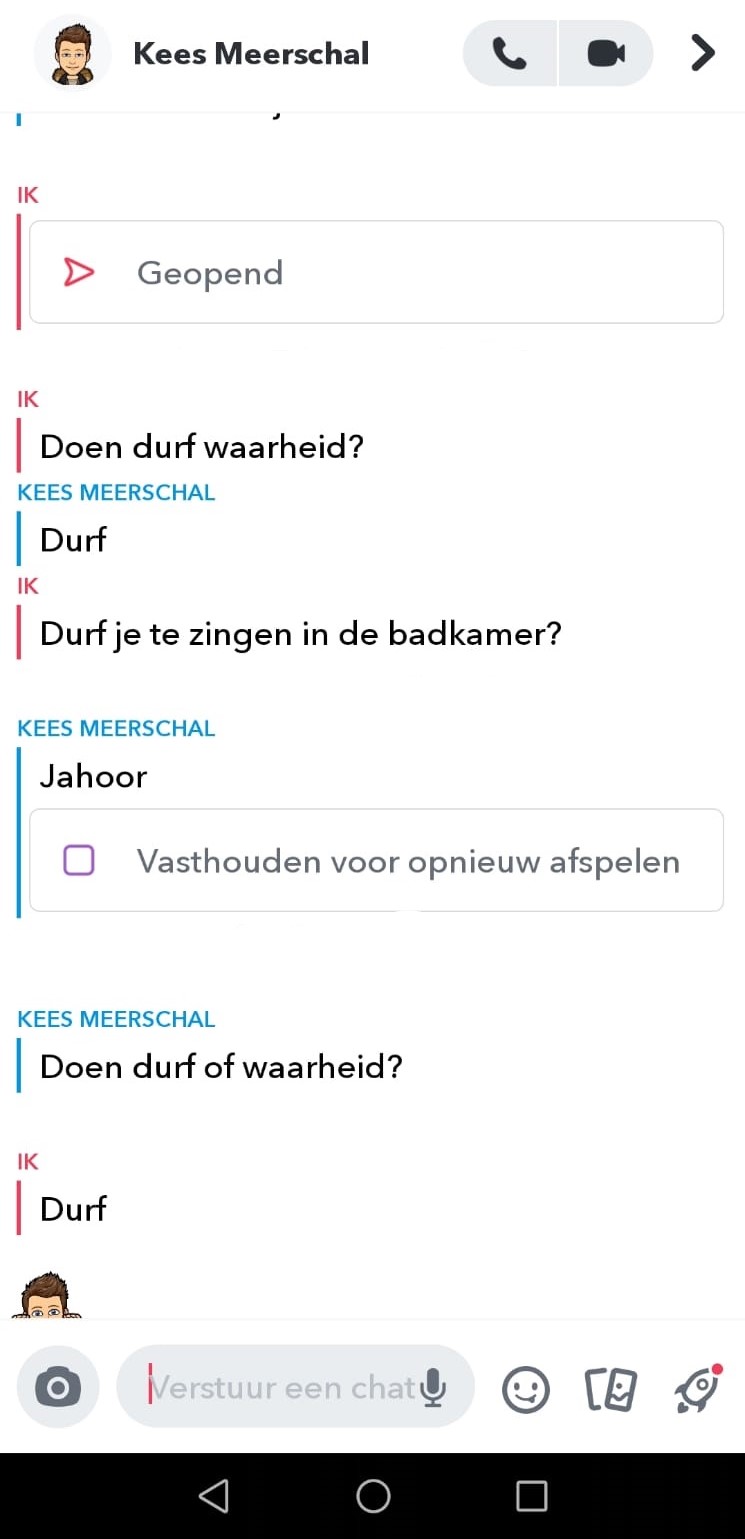 Kees Meerschal
IK
Geopend
IK
Doen durf waarheid?
KEES MEERSCHAL
Durf
IK
Durf je te zingen in de badkamer?
KEES MEERSCHAL
Jahoor
Vasthouden voor opnieuw afspelen
KEES MEERSCHAL
Doen durf of waarheid?
IK
Durf
Verstuur een chat